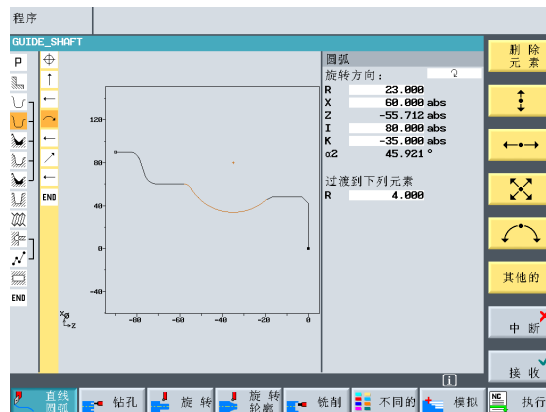 程序
GUIDE_SHAFT
P
END
END
120
80
40
0
-40
-80
-60
-40
-20
0
XØ
Z
圆弧
旋转方向：
R 23.000
X 60.000 abs
Z -55.712 abs
I 80.000 abs
K -35.000 abs
α2 45.921 °
过渡到下列元素
R 4.000
删 除
元 素
其他的
中 断
接 收
i
直线
圆弧
钻孔
旋 转
旋 转
轮廓
铣削
不同的
模拟
NC
执行